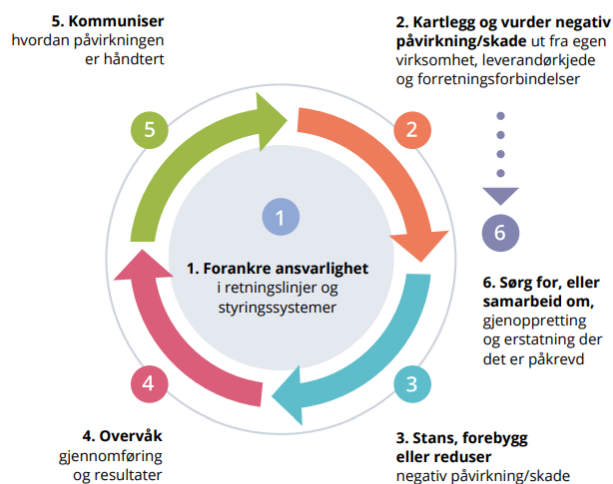 5. Kommuniser
hvordan påvirkningen
er håndtert
2. Kartlegg og vurder negativ
påvirkning/skade ut fra egen
virksomhet, leverandørkjede
og forretningsforbindelser
5
2
1
6
1. Forankre ansvarlighet
i retningslinjer og
styringssystemer
6. Sørg for, eller
samarbeid om,
gjenoppretting
og erstatning der
det er påkrevd
4
3
4. Overvåk
gjennomføring
og resultater
3. Stans, forebygg
eller reduser
negativ påvirkning/skade